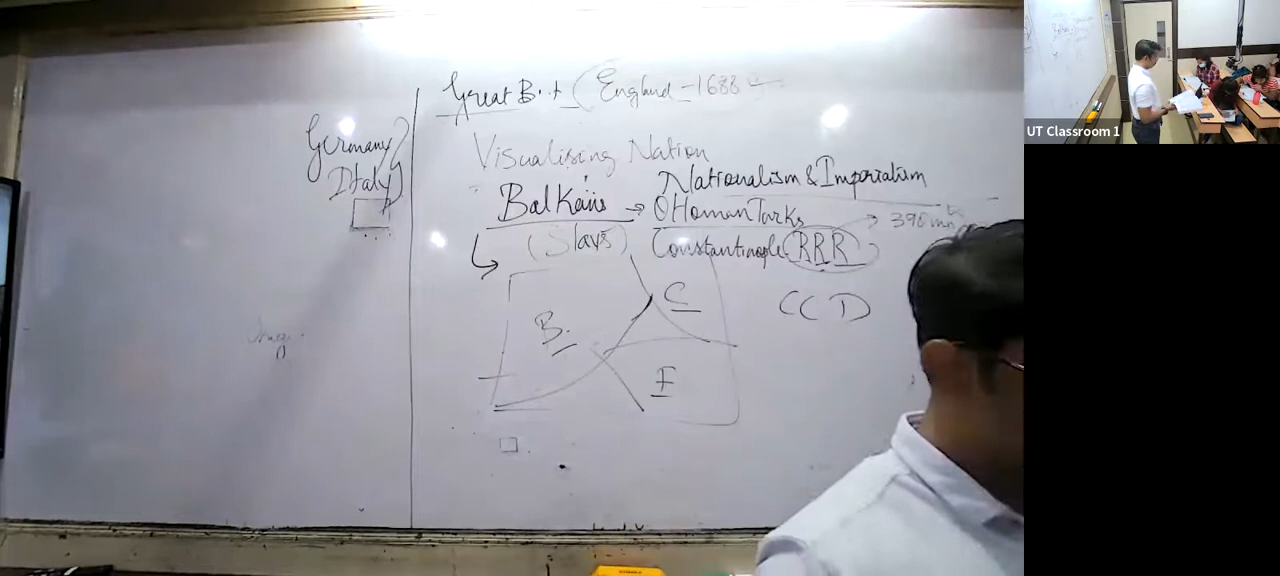 Great Brit (England - 1688
Germany
Italy
Visualising Nation
Nationalism & Imperialism
Balkans → Ottoman Turks
(Slavs)
Constantinople RRR
→ 390 mn
B.
C
CCD
F
UT Classroom 1